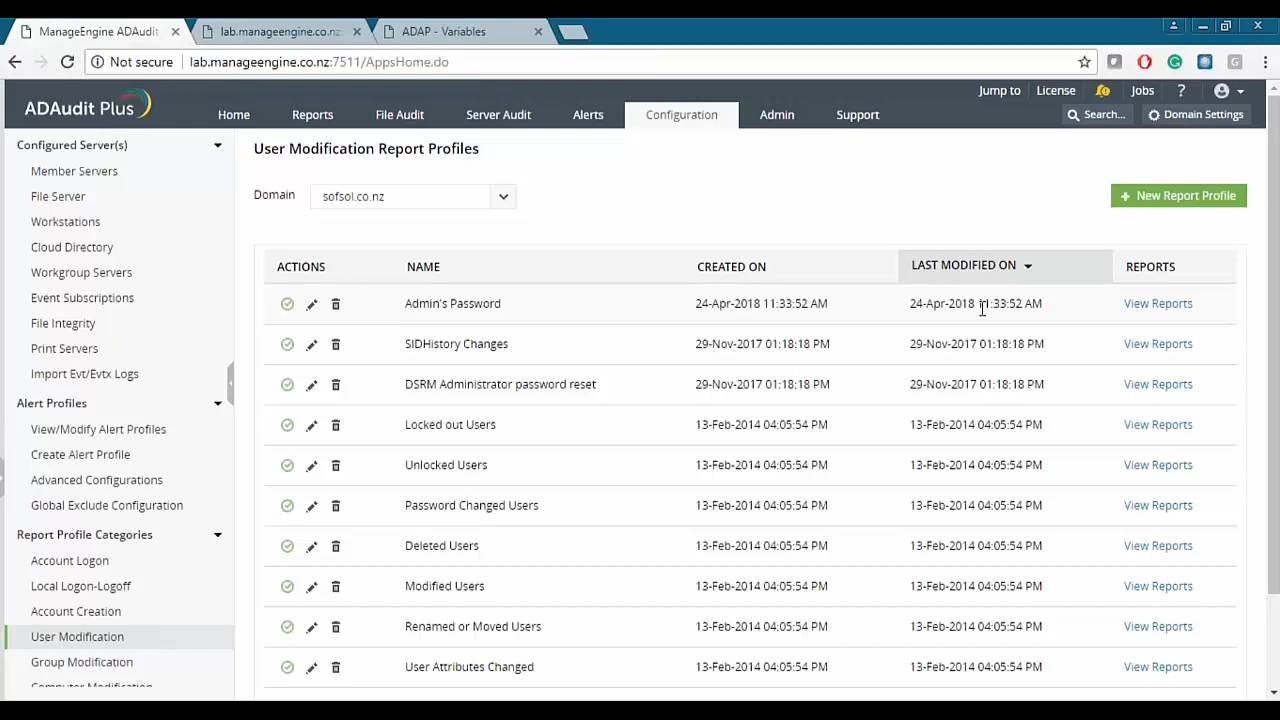 ManageEngine ADAudit
lab.manageengine.co.nz:
ADAP - Variables
Not secure
lab.manageengine.co.nz:7511/AppsHome.do
Jump to License Jobs ?
ADAudit Plus
Home Reports File Audit Server Audit Alerts Configuration Admin Support
Search...
Domain Settings
Configured Server(s)
Member Servers
File Server
Workstations
Cloud Directory
Workgroup Servers
Event Subscriptions
File Integrity
Print Servers
Import Evt/Evtx Logs
Alert Profiles
View/Modify Alert Profiles
Create Alert Profile
Advanced Configurations
Global Exclude Configuration
Report Profile Categories
Account Logon
Local Logon-Logoff
Account Creation
User Modification
Group Modification
Computer Modification
User Modification Report Profiles
Domain sofsol.co.nz
+ New Report Profile
ACTIONS NAME CREATED ON LAST MODIFIED ON REPORTS
Admin's Password 24-Apr-2018 11:33:52 AM 24-Apr-2018 11:33:52 AM View Reports
SIDHistory Changes 29-Nov-2017 01:18:18 PM 29-Nov-2017 01:18:18 PM View Reports
DSRM Administrator password reset 29-Nov-2017 01:18:18 PM 29-Nov-2017 01:18:18 PM View Reports
Locked out Users 13-Feb-2014 04:05:54 PM 13-Feb-2014 04:05:54 PM View Reports
Unlocked Users 13-Feb-2014 04:05:54 PM 13-Feb-2014 04:05:54 PM View Reports
Password Changed Users 13-Feb-2014 04:05:54 PM 13-Feb-2014 04:05:54 PM View Reports
Deleted Users 13-Feb-2014 04:05:54 PM 13-Feb-2014 04:05:54 PM View Reports
Modified Users 13-Feb-2014 04:05:54 PM 13-Feb-2014 04:05:54 PM View Reports
Renamed or Moved Users 13-Feb-2014 04:05:54 PM 13-Feb-2014 04:05:54 PM View Reports
User Attributes Changed 13-Feb-2014 04:05:54 PM 13-Feb-2014 04:05:54 PM View Reports